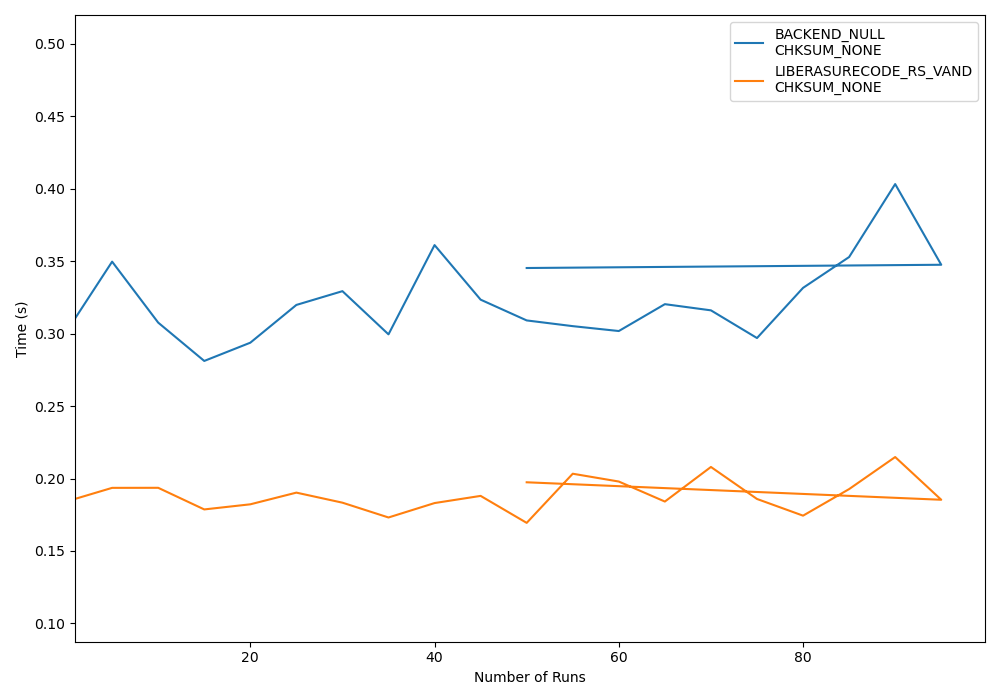 BACKEND_NULL
CHKSUM_NONE
LIBERASURECODE_RS_VAND
CHKSUM_NONE
0.50
0.45
0.40
0.35
0.30
0.25
0.20
0.15
0.10
Time (s)
20 40 60 80
Number of Runs